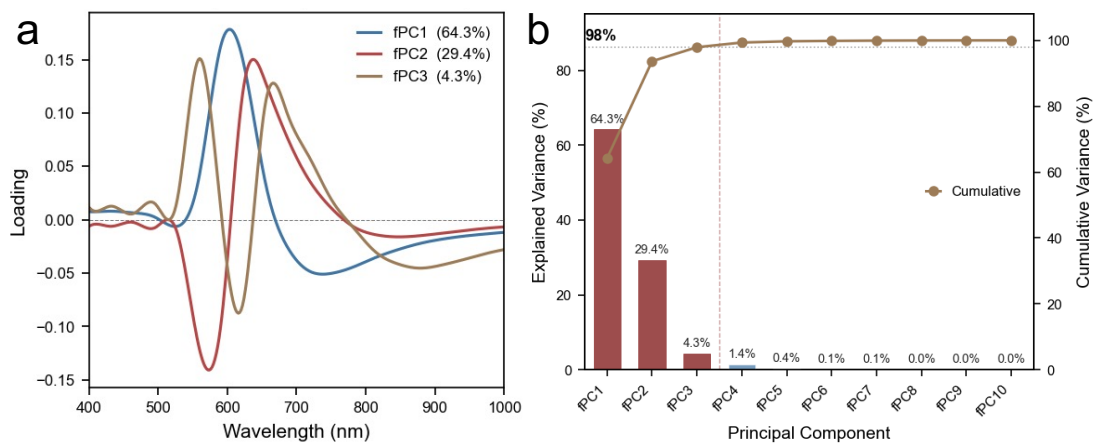 a
fPC1 (64.3%)
fPC2 (29.4%)
fPC3 (4.3%)
0.15
0.10
0.05
0.00
−0.05
−0.10
−0.15
Loading
400 500 600 700 800 900 1000
Wavelength (nm)
b
98%
64.3%
29.4%
4.3%
1.4%
0.4%
0.1%
0.1%
0.0%
0.0%
0.0%
Cumulative
80
60
40
20
0
Explained Variance (%)
100
80
60
40
20
0
Cumulative Variance (%)
fPC1 fPC2 fPC3 fPC4 fPC5 fPC6 fPC7 fPC8 fPC9 fPC10
Principal Component